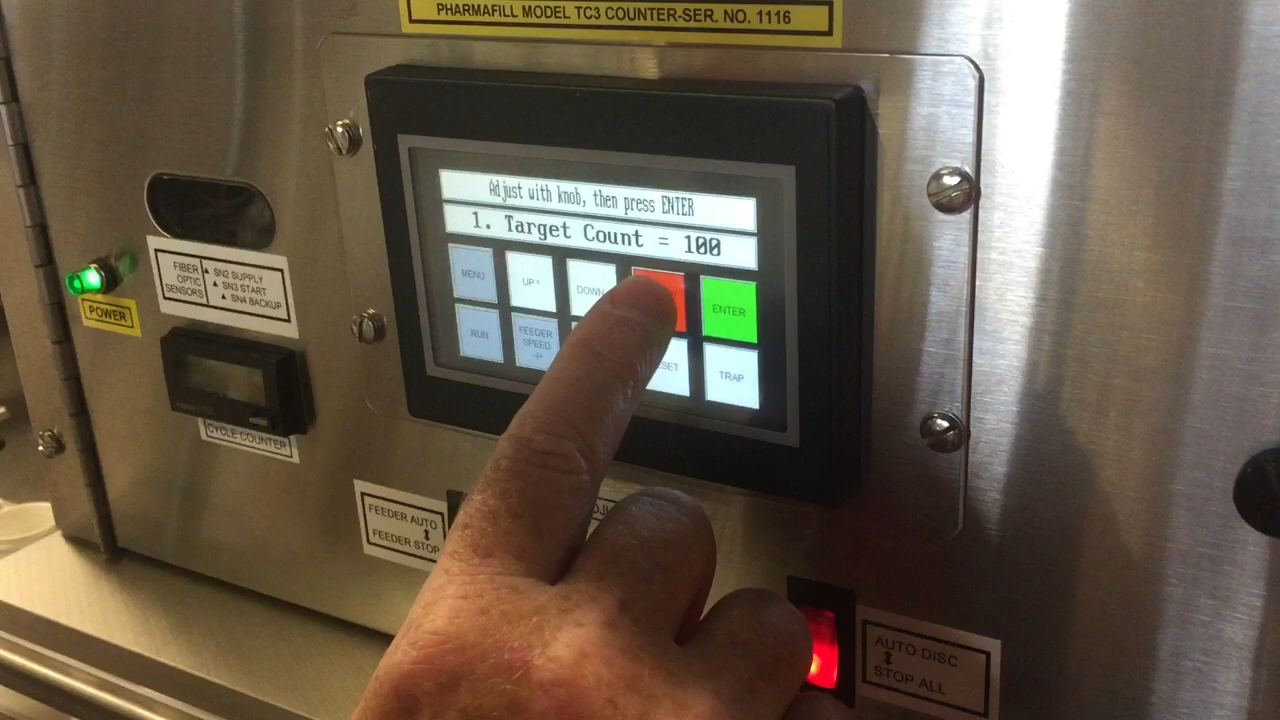 PHARMAFILL MODEL TC3 COUNTER-SER. NO. 1116
Adjust with knob, then press ENTER
1. Target Count = 100
MENU
UP^
DOWN
ENTER
RUN
FEEDER
SPEED
-/+
TRAP
FIBER
OPTIC
SENSORS
▲ SN2 SUPPLY
▲ SN3 START
▲ SN4 BACKUP
POWER
CYCLE COUNTER
FEEDER AUTO
↕
FEEDER STOP
AUTO DISC
↕
STOP ALL